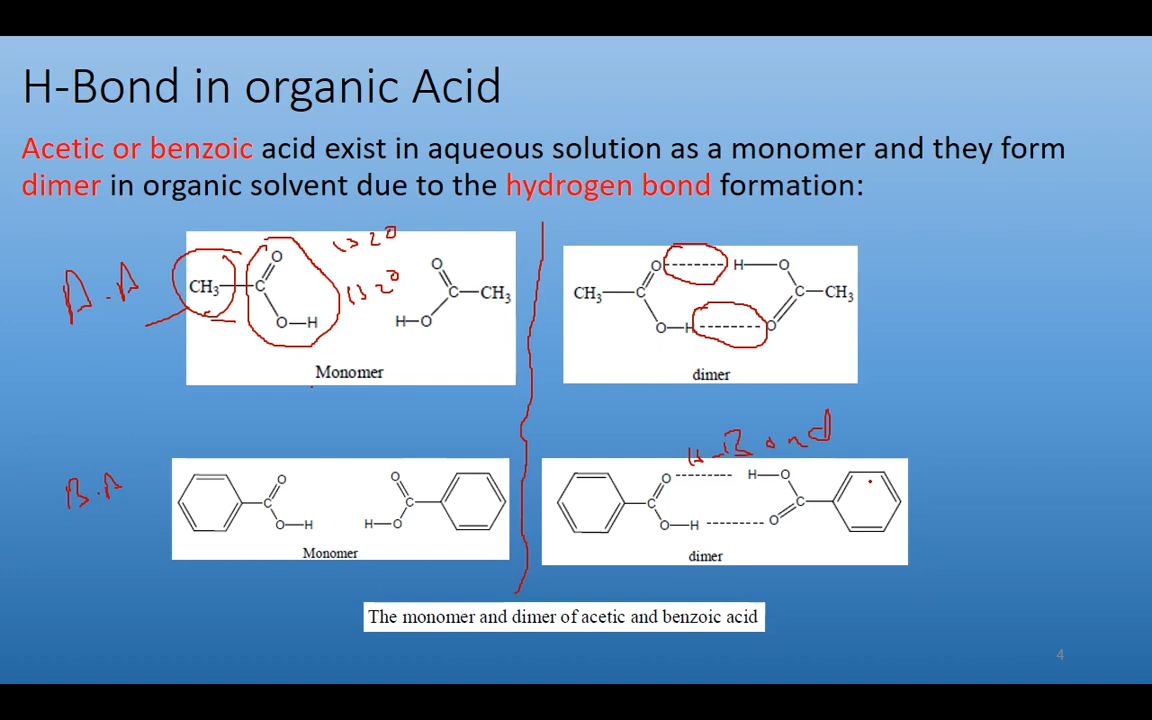 H-Bond in organic Acid
Acetic or benzoic acid exist in aqueous solution as a monomer and they form
dimer in organic solvent due to the hydrogen bond formation:
A.A
CH3 C O O H
O C CH3 H O
Monomer
CH3 C O H O
O H O C CH3
dimer
H-Bond
B.A
C O O H
O C H O
Monomer
C O H O
O H O C
dimer
The monomer and dimer of acetic and benzoic acid
4